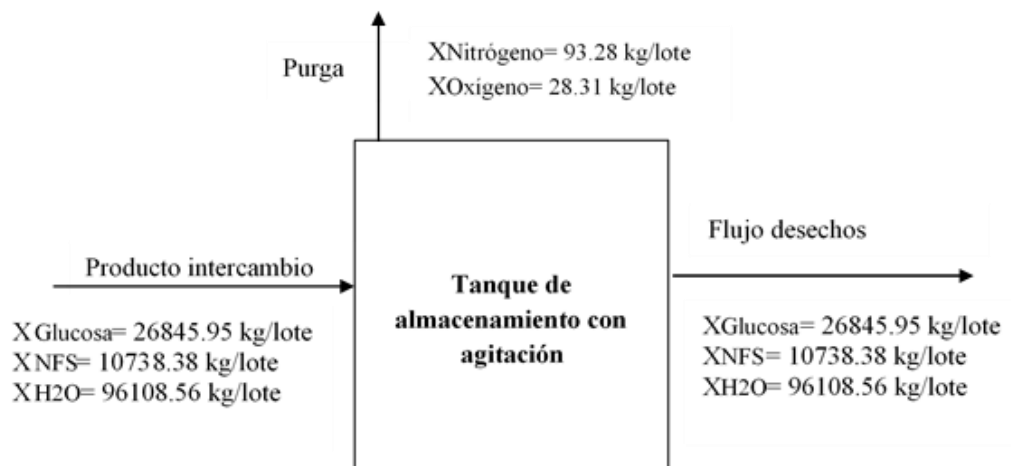 Purga
XNitrógeno= 93.28 kg/lote
XOxígeno= 28.31 kg/lote
Producto intercambio
XGlucosa= 26845.95 kg/lote
XNFS= 10738.38 kg/lote
XH2O= 96108.56 kg/lote
Tanque de
almacenamiento con
agitación
Flujo desechos
XGlucosa= 26845.95 kg/lote
XNFS= 10738.38 kg/lote
XH2O= 96108.56 kg/lote